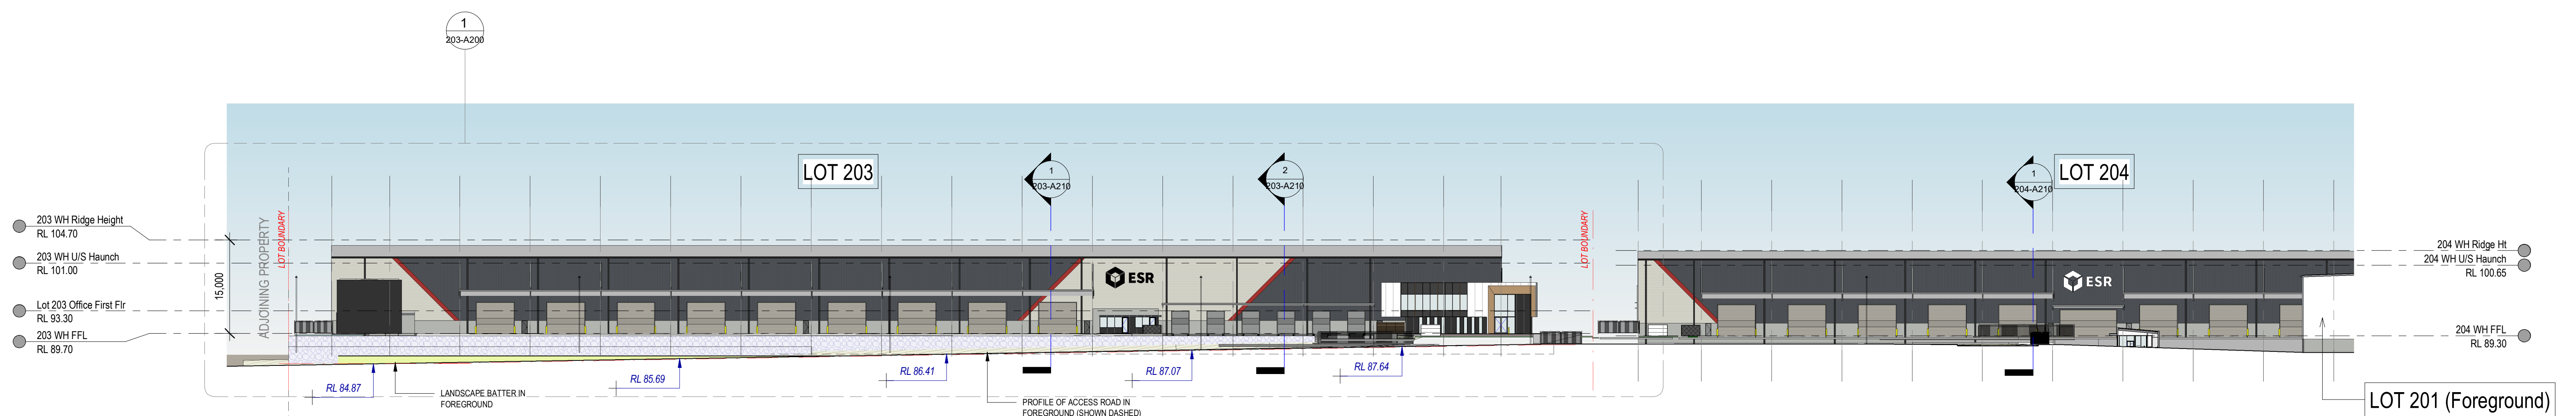 1
203-A200
LOT 203
1
203-A210
2
203-A210
1
204-A210
LOT 204
203 WH Ridge Height
RL 104.70
203 WH U/S Haunch
RL 101.00
Lot 203 Office First Flr
RL 93.30
203 WH FFL
RL 89.70
15,000
ADJOINING PROPERTY
LOT BOUNDARY
ESR
LOT BOUNDARY
ESR
204 WH Ridge Ht
204 WH U/S Haunch
RL 100.65
204 WH FFL
RL 89.30
RL 84.87
LANDSCAPE BATTER IN
FOREGROUND
RL 85.69
RL 86.41
PROFILE OF ACCESS ROAD IN
FOREGROUND (SHOWN DASHED)
RL 87.07
RL 87.64
LOT 201 (Foreground)